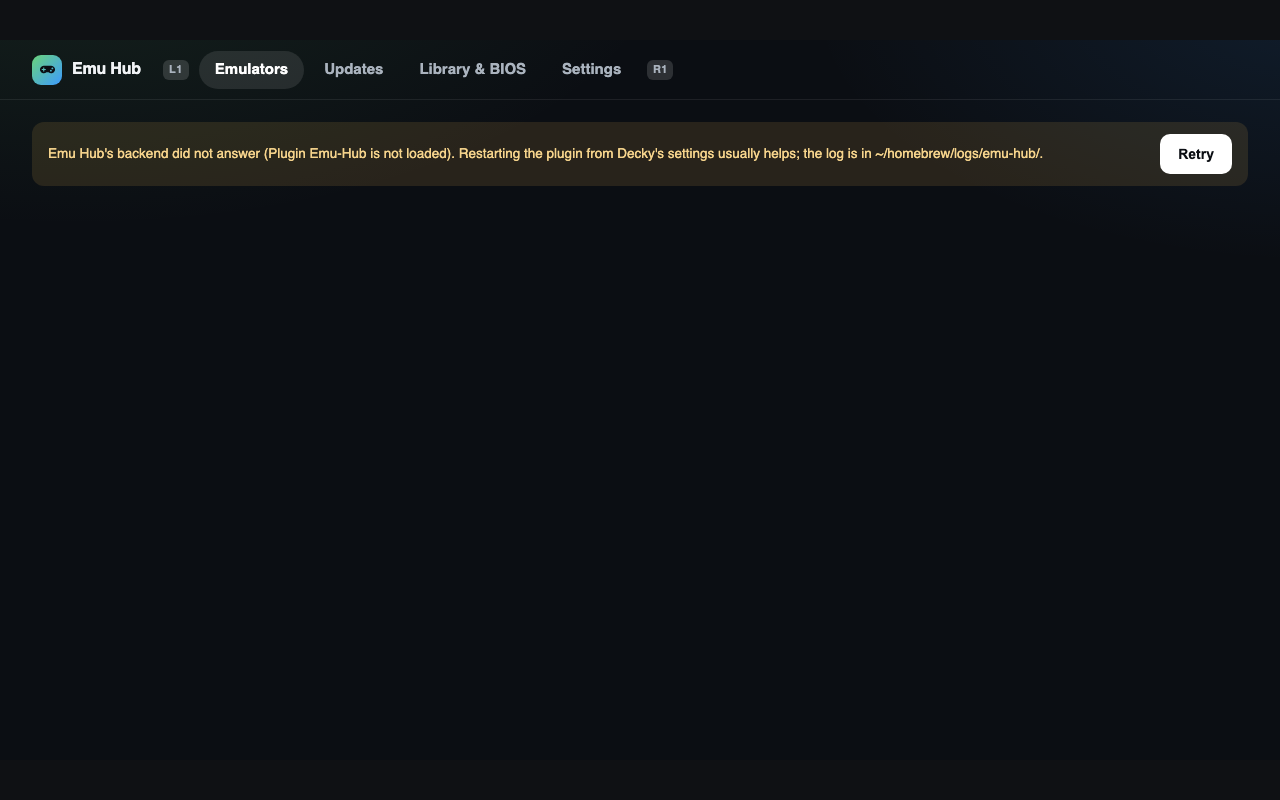 Emu Hub L1 Emulators Updates Library & BIOS Settings R1
Emu Hub's backend did not answer (Plugin Emu-Hub is not loaded). Restarting the plugin from Decky's settings usually helps; the log is in ~/homebrew/logs/emu-hub/. Retry